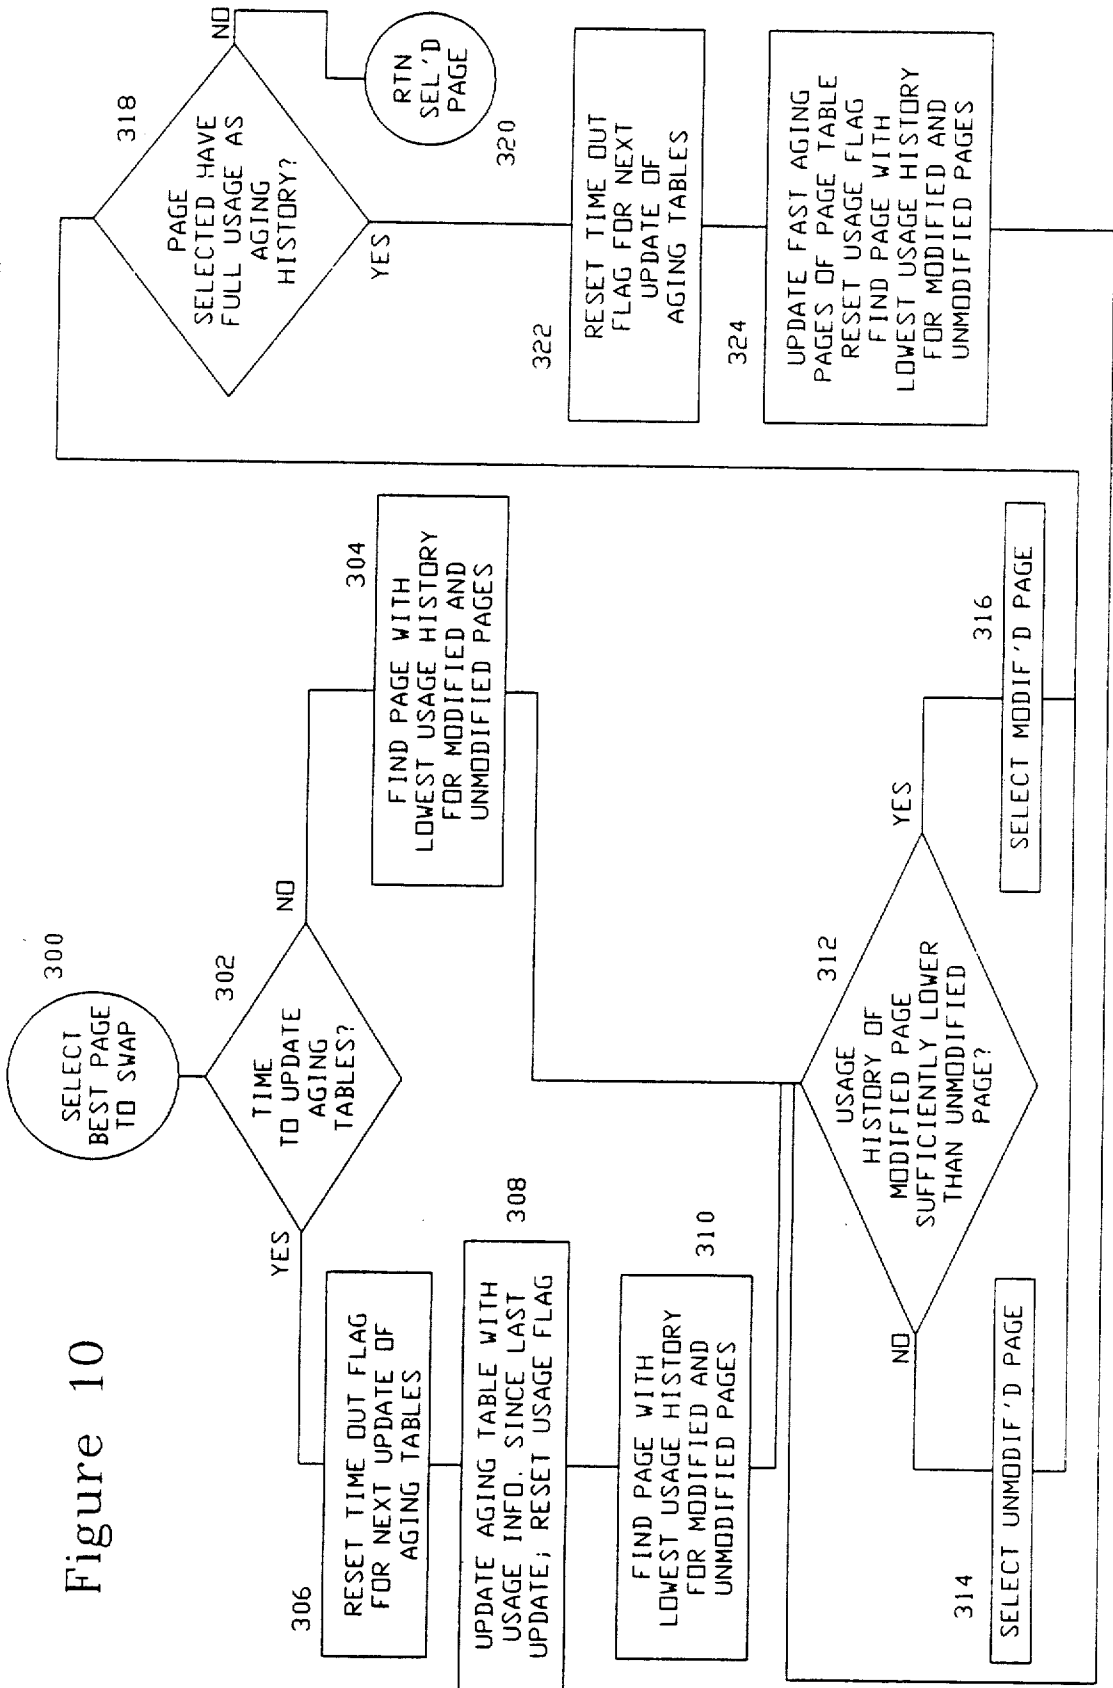 Figure 10
300
SELECT
BEST PAGE
TO SWAP
302
TIME
TO UPDATE
AGING
TABLES?
YES
NO
304
FIND PAGE WITH
LOWEST USAGE HISTORY
FOR MODIFIED AND
UNMODIFIED PAGES
306
RESET TIME OUT FLAG
FOR NEXT UPDATE OF
AGING TABLES
308
UPDATE AGING TABLE WITH
USAGE INFO. SINCE LAST
UPDATE; RESET USAGE FLAG
310
FIND PAGE WITH
LOWEST USAGE HISTORY
FOR MODIFIED AND
UNMODIFIED PAGES
312
USAGE
HISTORY OF
MODIFIED PAGE
SUFFICIENTLY LOWER
THAN UNMODIFIED
PAGE?
NO
YES
314
SELECT UNMODIF'D PAGE
316
SELECT MODIF'D PAGE
318
PAGE
SELECTED HAVE
FULL USAGE AS
AGING
HISTORY?
NO
YES
RTN
SEL'D
PAGE
320
322
RESET TIME OUT
FLAG FOR NEXT
UPDATE OF
AGING TABLES
324
UPDATE FAST AGING
PAGES OF PAGE TABLE
RESET USAGE FLAG
FIND PAGE WITH
LOWEST USAGE HISTORY
FOR MODIFIED AND
UNMODIFIED PAGES